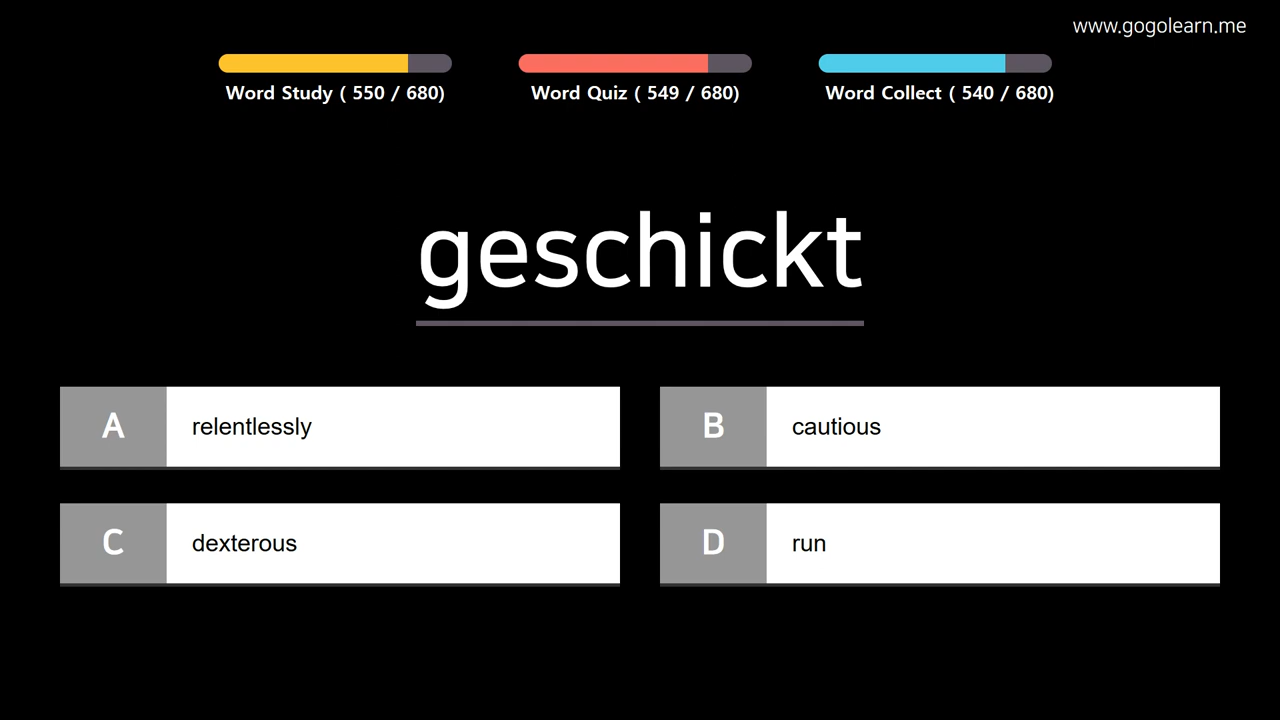 www.gogolearn.me
Word Study ( 550 / 680)
Word Quiz ( 549 / 680)
Word Collect ( 540 / 680)
geschickt
A relentlessly
B cautious
C dexterous
D run